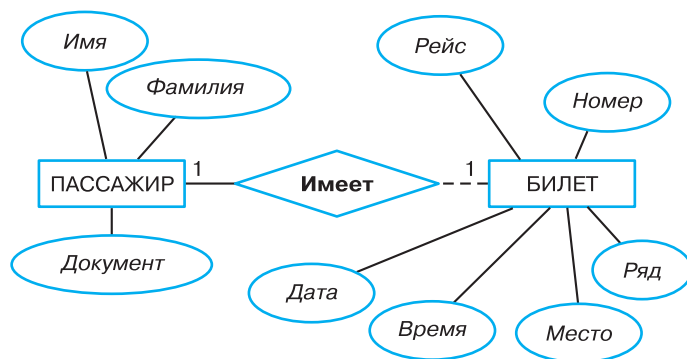 Имя
Рейс
Фамилия
Номер
ПАССАЖИР
1
Имеет
1
БИЛЕТ
Документ
Дата
Время
Место
Ряд